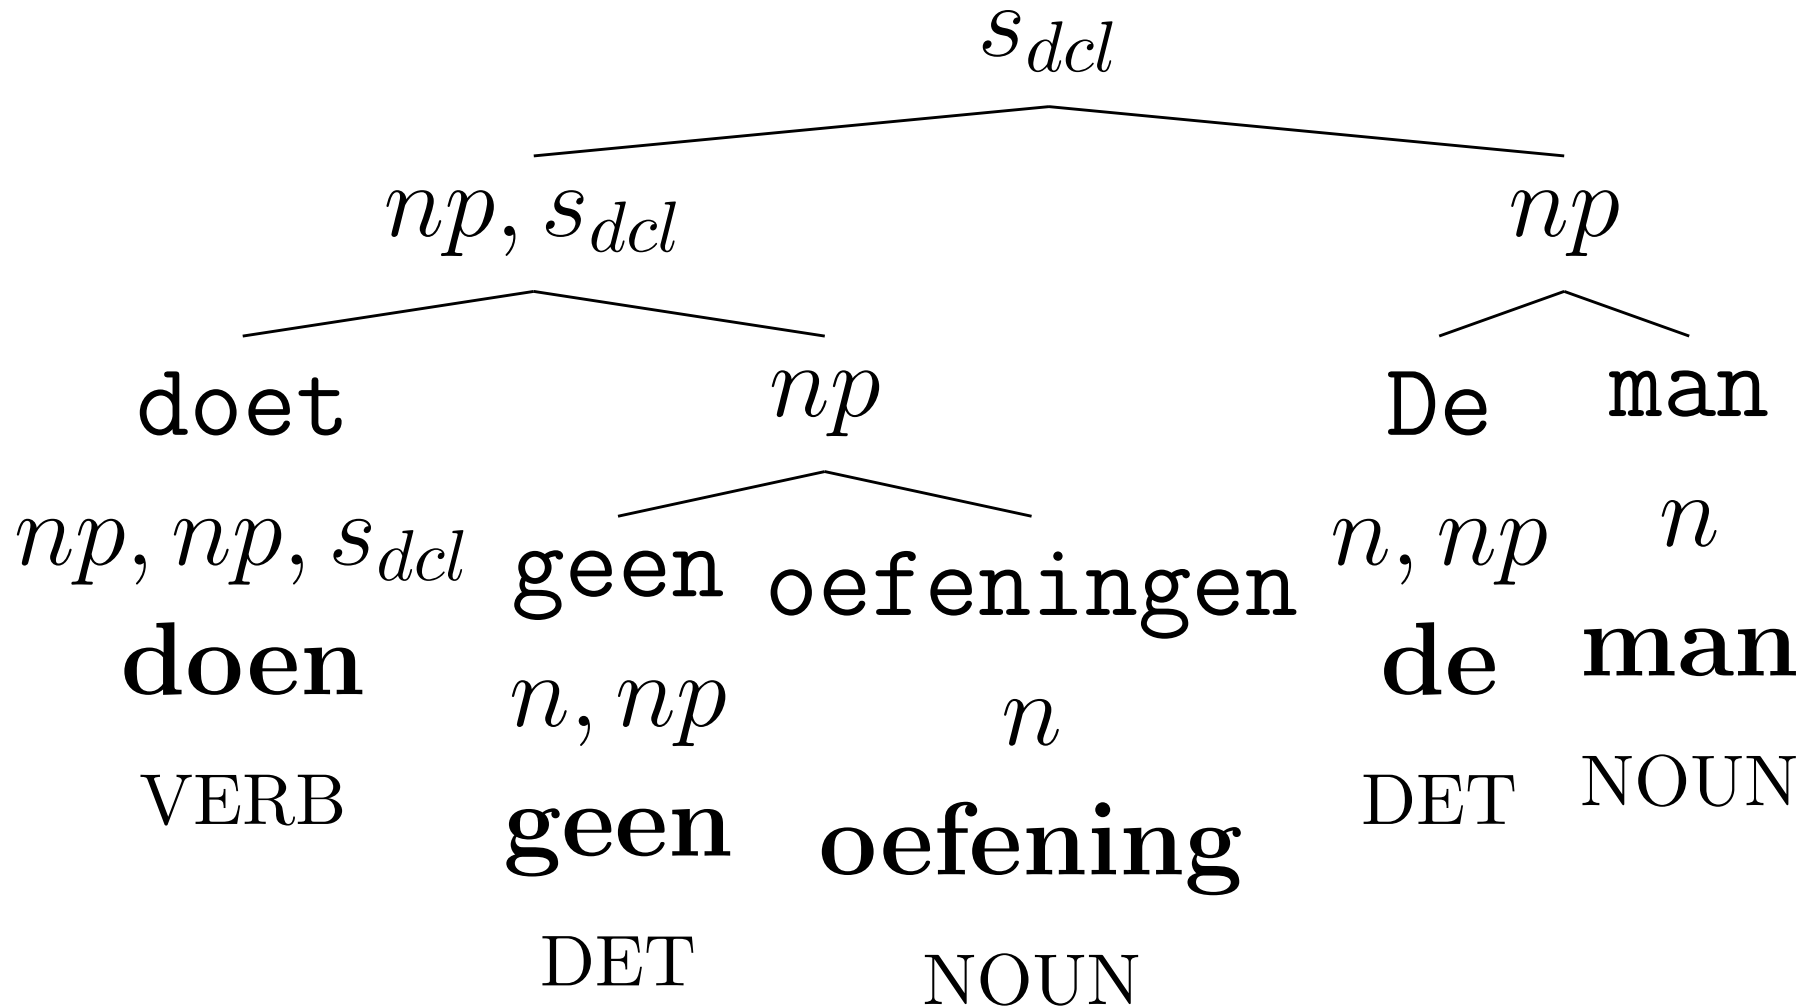 s_dcl
np, s_dcl np
doet np De man
np, np, s_dcl geen oefeningen n, np n
doen n, np n de man
VERB geen oefening DET NOUN
DET NOUN